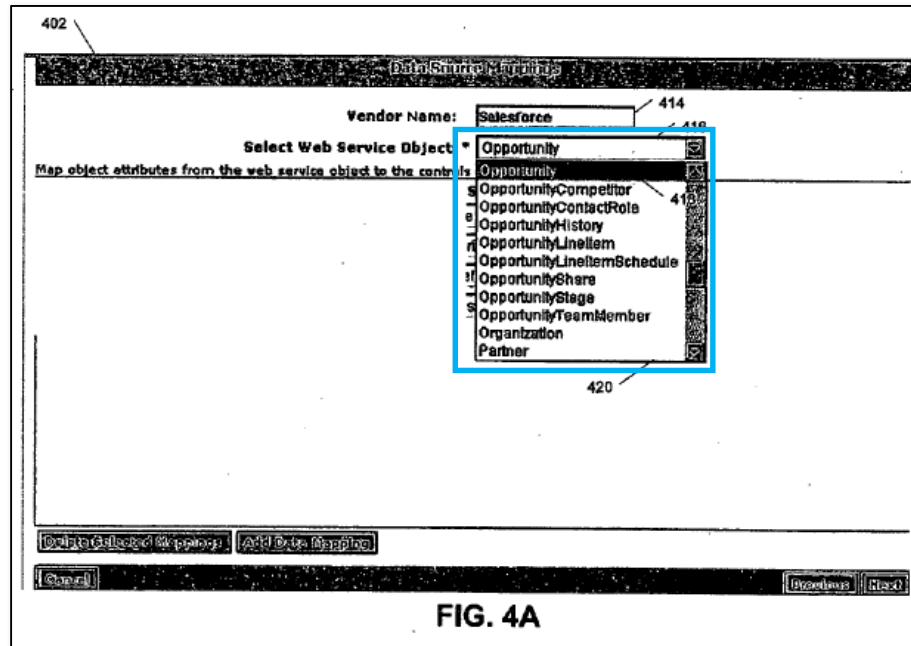 402
Data Source Mappings
414
Vendor Name: Salesforce
416
Select Web Service Object: * Opportunity
Map object attributes from the web service object to the controls
Opportunity
418
OpportunityCompetitor
OpportunityContactRole
OpportunityHistory
OpportunityLineItem
OpportunityLineItemSchedule
OpportunityShare
OpportunityStage
OpportunityTeamMember
Organization
Partner
420
Delete Selected Mappings Add Data Mapping
Cancel Previous Next
FIG. 4A